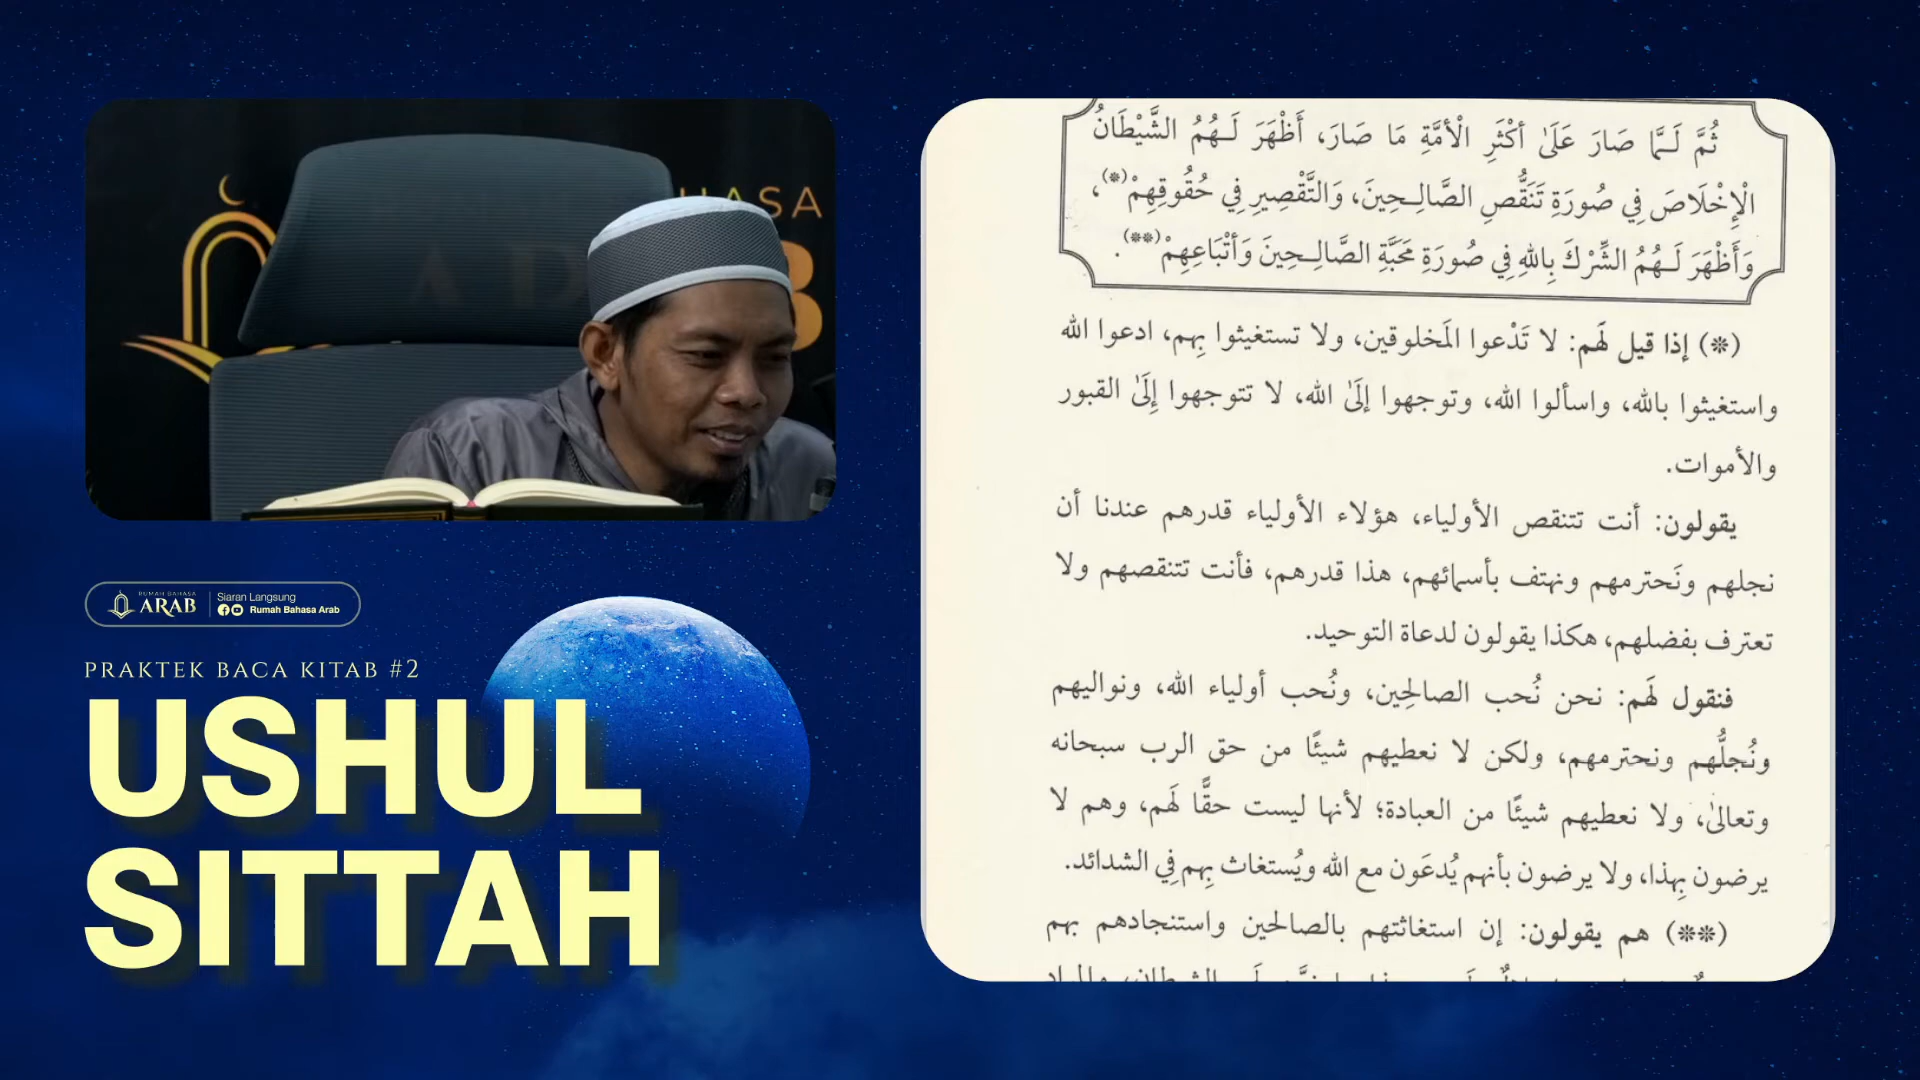 HASA
RUMAH BAHASA
ARAB
Siaran Langsung
Rumah Bahasa Arab
PRAKTEK BACA KITAB #2
USHUL
SITTAH
ثُمَّ لَـمَّا صَارَ عَلَىٰ أَكْثَرِ الْأُمَّةِ مَا صَارَ، أَظْهَرَ لَـهُمُ الشَّيْطَانُ
الْإِخْلَاصَ فِي صُورَةِ تَنَقُّصِ الصَّالِـحِينَ، وَالتَّقْصِيرِ فِي حُقُوقِهِمْ(*)،
وَأَظْهَرَ لَـهُمُ الشِّرْكَ بِاللهِ فِي صُورَةِ مَحَبَّةِ الصَّالِـحِينَ وَأَتْبَاعِهِمْ(**).
(*) إذا قيل لَهم: لا تَدْعوا المَخلوقين، ولا تستغيثوا بِهم، ادعوا الله
واستغيثوا بالله، واسألوا الله، وتوجهوا إلَىٰ الله، لا تتوجهوا إلَىٰ القبور
والأموات.
يقولون: أنت تتنقص الأولياء، هؤلاء الأولياء قدرهم عندنا أن
نجلهم ونَحترمهم ونهتف بأسمائهم، هذا قدرهم، فأنت تتنقصهم ولا
تعترف بفضلهم، هكذا يقولون لدعاة التوحيد.
فنقول لَهم: نحن نُحب الصالِحين، ونُحب أولياء الله، ونواليهم
ونُجلُّهم ونحترمهم، ولكن لا نعطيهم شيئًا من حق الرب سبحانه
وتعالىٰ، ولا نعطيهم شيئًا من العبادة؛ لأنها ليست حقًّا لَهم، وهم لا
يرضون بِهذا، ولا يرضون بأنهم يُدعَون مع الله ويُستغاث بِهم فِي الشدائد.
(**) هم يقولون: إن استغاثتهم بالصالحين واستنجادهم بهم